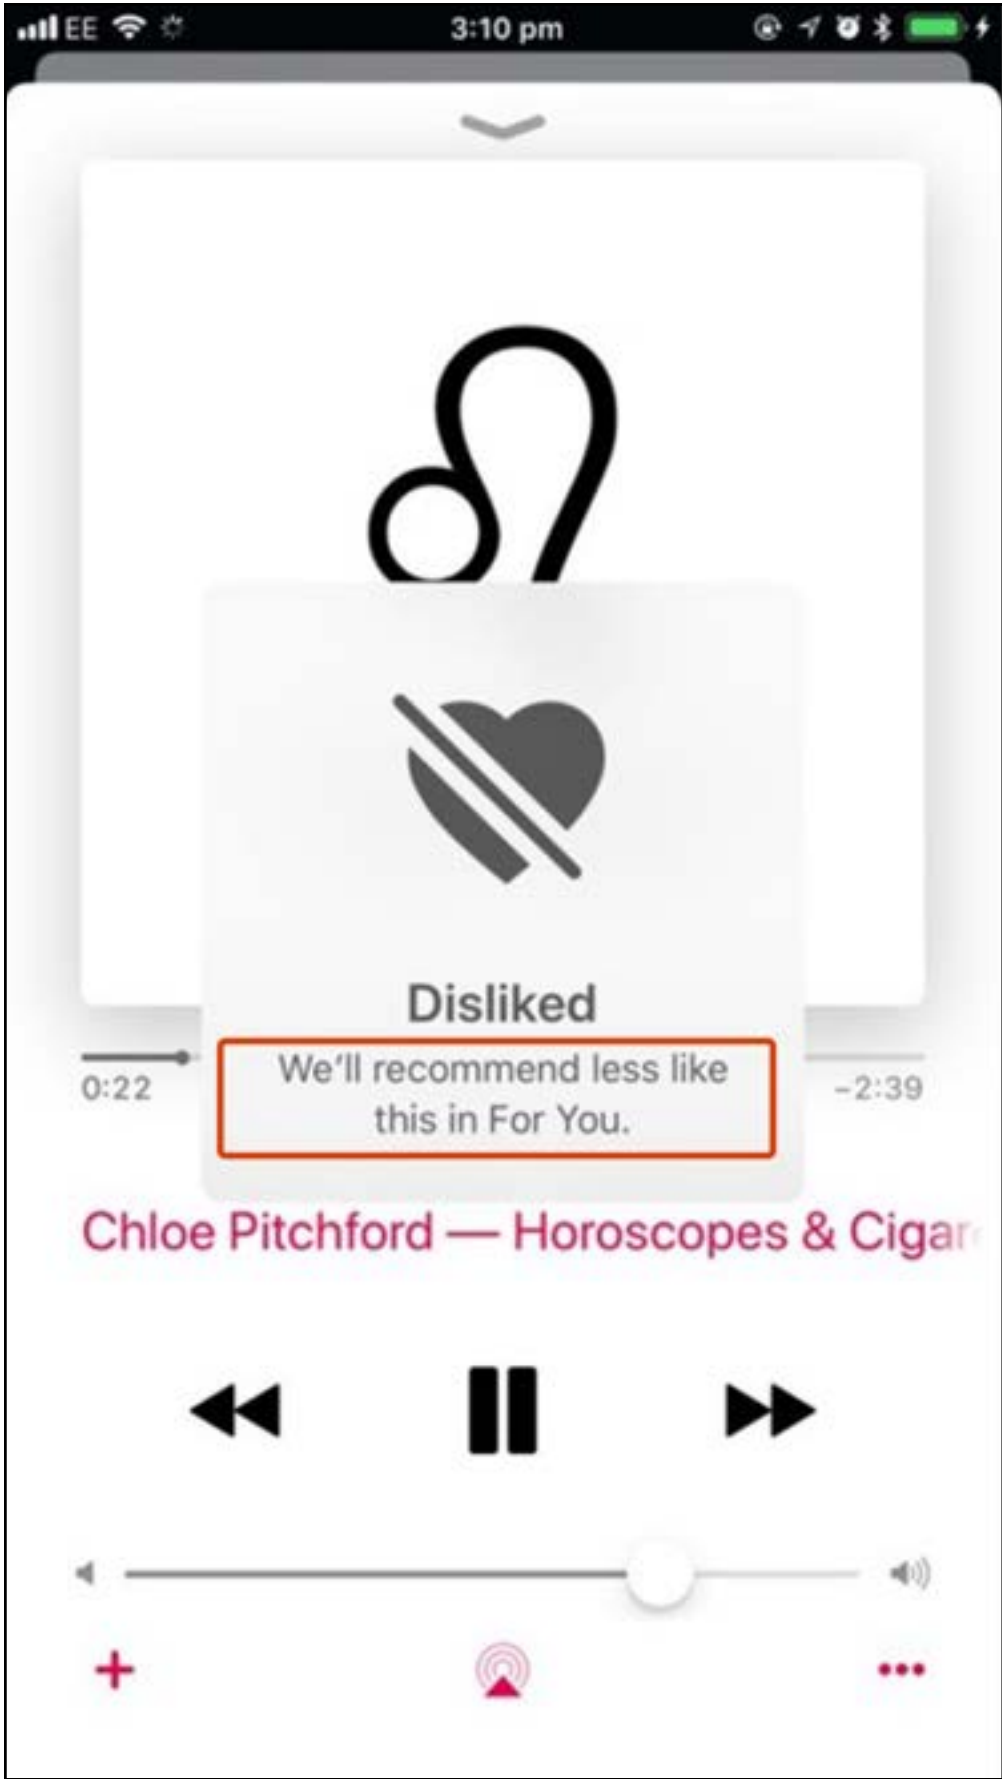 EE
3:10 pm
Disliked
We’ll recommend less like
this in For You.
0:22
−2:39
Chloe Pitchford — Horoscopes & Cigar